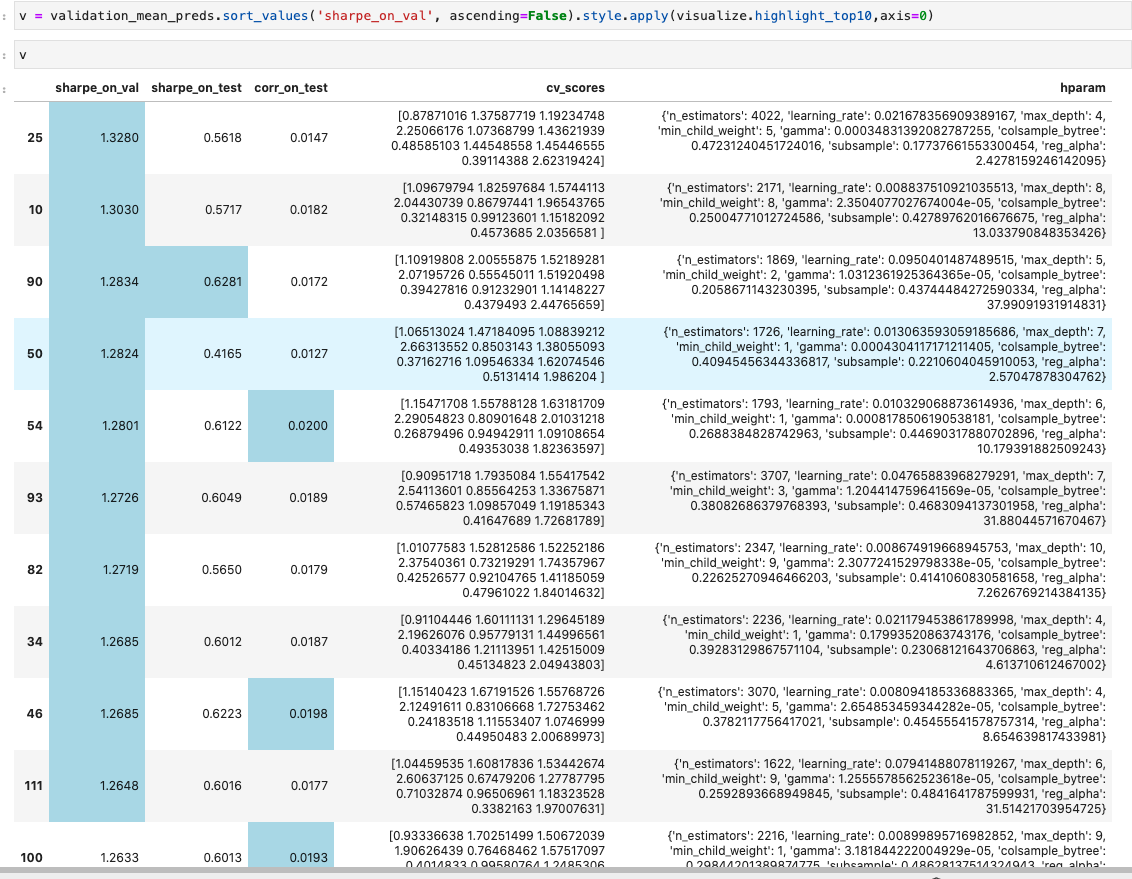 v = validation_mean_preds.sort_values('sharpe_on_val', ascending=False).style.apply(visualize.highlight_top10,axis=0)
v
sharpe_on_val sharpe_on_test corr_on_test cv_scores hparam
25 1.3280 0.5618 0.0147
[0.87871016 1.37587719 1.19234748
2.25066176 1.07368799 1.43621939
0.48585103 1.44548558 1.45446555
0.39114388 2.62319424]
{'n_estimators': 4022, 'learning_rate': 0.021678356909389167, 'max_depth': 4,
'min_child_weight': 5, 'gamma': 0.00034831392082787255, 'colsample_bytree':
0.47231240451724016, 'subsample': 0.17737661553300454, 'reg_alpha':
2.4278159246142095}
10 1.3030 0.5717 0.0182
[1.09679794 1.82597684 1.5744113
2.04430739 0.86797441 1.96543765
0.32148315 0.99123601 1.15182092
0.4573685 2.0356581 ]
{'n_estimators': 2171, 'learning_rate': 0.008837510921035513, 'max_depth': 8,
'min_child_weight': 8, 'gamma': 2.3504077027674004e-05, 'colsample_bytree':
0.25004771012724586, 'subsample': 0.42789762016676675, 'reg_alpha':
13.033790848353426}
90 1.2834 0.6281 0.0172
[1.10919808 2.00555875 1.52189281
2.07195726 0.55545011 1.51920498
0.39427816 0.91232901 1.14148227
0.4379493 2.44765659]
{'n_estimators': 1869, 'learning_rate': 0.0950401487489515, 'max_depth': 5,
'min_child_weight': 2, 'gamma': 1.0312361925364365e-05, 'colsample_bytree':
0.2058671143230395, 'subsample': 0.43744484272590334, 'reg_alpha':
37.99091931914831}
50 1.2824 0.4165 0.0127
[1.06513024 1.47184095 1.08839212
2.66313552 0.8503143 1.38055093
0.37162716 1.09546334 1.62074546
0.5131414 1.986204 ]
{'n_estimators': 1726, 'learning_rate': 0.013063593059185686, 'max_depth': 7,
'min_child_weight': 1, 'gamma': 0.0004304117171211405, 'colsample_bytree':
0.40945456344336817, 'subsample': 0.2210604045910053, 'reg_alpha':
2.57047878304762}
54 1.2801 0.6122 0.0200
[1.15471708 1.55788128 1.63181709
2.29054823 0.80901648 2.01031218
0.26879496 0.94942911 1.09108654
0.49353038 1.82363597]
{'n_estimators': 1793, 'learning_rate': 0.010329068873614936, 'max_depth': 6,
'min_child_weight': 1, 'gamma': 0.0008178506190538181, 'colsample_bytree':
0.2688384828742963, 'subsample': 0.44690317880702896, 'reg_alpha':
10.179391882509243}
93 1.2726 0.6049 0.0189
[0.90951718 1.7935084 1.55417542
2.54113601 0.85564253 1.33675871
0.57465823 1.09857049 1.19185343
0.41647689 1.72681789]
{'n_estimators': 3707, 'learning_rate': 0.04765883968279291, 'max_depth': 7,
'min_child_weight': 3, 'gamma': 1.204414759641569e-05, 'colsample_bytree':
0.38082686379768393, 'subsample': 0.4683094137301958, 'reg_alpha':
31.88044571670467}
82 1.2719 0.5650 0.0179
[1.01077583 1.52812586 1.52252186
2.37540361 0.73219291 1.74357967
0.42526577 0.92104765 1.41185059
0.47961022 1.84014632]
{'n_estimators': 2347, 'learning_rate': 0.008674919668945753, 'max_depth': 10,
'min_child_weight': 9, 'gamma': 2.3077241529798338e-05, 'colsample_bytree':
0.22625270946466203, 'subsample': 0.4141060830581658, 'reg_alpha':
7.2626769214384135}
34 1.2685 0.6012 0.0187
[0.91104446 1.60111131 1.29645189
2.19626076 0.95779131 1.44996561
0.40334186 1.21113951 1.42515009
0.45134823 2.04943803]
{'n_estimators': 2236, 'learning_rate': 0.021179453861789998, 'max_depth': 4,
'min_child_weight': 1, 'gamma': 0.17993520863743176, 'colsample_bytree':
0.39283129867571104, 'subsample': 0.23068121643706863, 'reg_alpha':
4.613710612467002}
46 1.2685 0.6223 0.0198
[1.15140423 1.67191526 1.55768726
2.12491611 0.83106668 1.72753462
0.24183518 1.11553407 1.0746999
0.44950483 2.00689973]
{'n_estimators': 3070, 'learning_rate': 0.008094185336883365, 'max_depth': 4,
'min_child_weight': 5, 'gamma': 2.654853459344282e-05, 'colsample_bytree':
0.3782117756417021, 'subsample': 0.45455541578757314, 'reg_alpha':
8.654639817433981}
111 1.2648 0.6016 0.0177
[1.04459535 1.60817836 1.53442674
2.60637125 0.67479206 1.27787795
0.71032874 0.96506961 1.18323528
0.3382163 1.97007631]
{'n_estimators': 1622, 'learning_rate': 0.07941488078119267, 'max_depth': 6,
'min_child_weight': 9, 'gamma': 1.2555578562523618e-05, 'colsample_bytree':
0.2592893668949845, 'subsample': 0.4841641787599931, 'reg_alpha':
31.51421703954725}
100 1.2633 0.6013 0.0193
[0.93336638 1.70251499 1.50672039
1.90626439 0.76468462 1.57517097
0.4014833 0.99580764 1.2485306
{'n_estimators': 2216, 'learning_rate': 0.00899895716982852, 'max_depth': 9,
'min_child_weight': 1, 'gamma': 3.181844222004929e-05, 'colsample_bytree':
0.29844201389874775, 'subsample': 0.48628137514324943, 'reg_alpha':